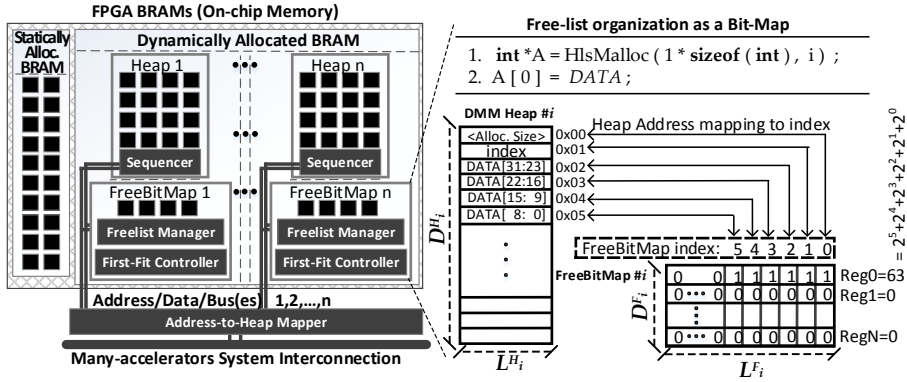 FPGA BRAMs (On-chip Memory)
Statically
Alloc.
BRAM
Dynamically Allocated BRAM
Heap 1
Heap n
Sequencer
Sequencer
FreeBitMap 1
FreeBitMap n
Freelist Manager
Freelist Manager
First-Fit Controller
First-Fit Controller
Address/Data/Bus(es) 1,2,...,n
Address-to-Heap Mapper
Many-accelerators System Interconnection
Free-list organization as a Bit-Map
1. int *A = HlsMalloc ( 1 * sizeof ( int ) , i ) ;
2. A [ 0 ] = DATA ;
DMM Heap #i
<Alloc. Size> 0x00
Heap Address mapping to index
index 0x01
DATA[31:23] 0x02
DATA[22:16] 0x03
DATA[15: 9] 0x04
DATA[ 8: 0] 0x05
D^H_i
L^H_i
FreeBitMap index: 5 4 3 2 1 0
= 2^5+2^4+2^3+2^2+2^1+2^0
FreeBitMap #i
0 0 1 1 1 1 1 1 Reg0=63
0 ••• 0 0 0 0 0 0 0 Reg1=0
0 ••• 0 0 0 0 0 0 0 RegN=0
D^F_i
L^F_i